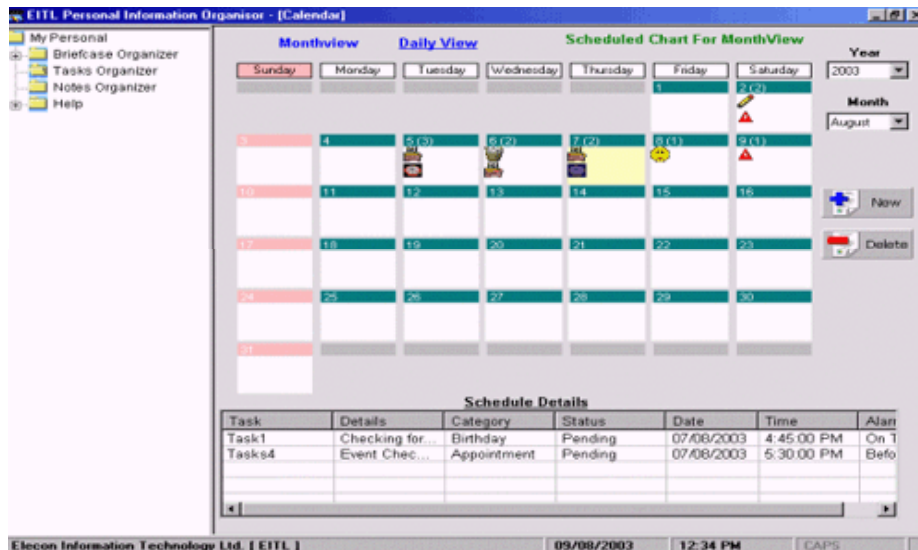 EITL Personal Information Organisor - [Calendar]
My Personal
Briefcase Organizer
Tasks Organizer
Notes Organizer
Help
Monthview Daily View Scheduled Chart For MonthView
Year
2003
Month
August
New
Delete
Sunday Monday Tuesday Wednesday Thursday Friday Saturday
1 2 (2)
3 4 5 (3) 6 (2) 7 (2) 8 (1) 9 (1)
10 11 12 13 14 15 16
17 18 19 20 21 22 23
24 25 26 27 28 29 30
31
Schedule Details
Task Details Category Status Date Time Alarr
Task1 Checking for... Birthday Pending 07/08/2003 4:45:00 PM On T
Tasks4 Event Chec... Appointment Pending 07/08/2003 5:30:00 PM Befo
Elecon Information Technology Ltd. [ EITL ] 09/08/2003 12:34 PM CAPS